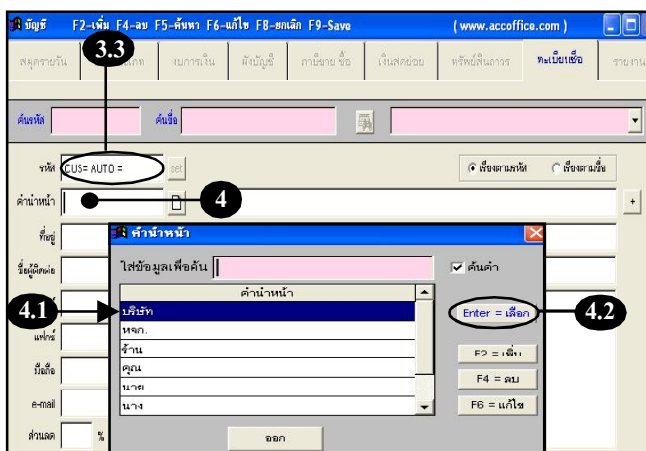 บัญชี F2-เพิ่ม F4-ลบ F5-ค้นหา F6-แก้ไข F8-ยกเลิก F9-Save ( www.accoffice.com )
สมุดรายวัน งบการเงิน ผังบัญชี ภาษีขาย ซื้อ เงินสดย่อย ทรัพย์สินถาวร ทะเบียนชื่อ
3.3
ค้นรหัส ค้นชื่อ
รหัส CUS= AUTO = set เรียงตามรหัส เรียงตามชื่อ
คำนำหน้า 4 +
ที่อยู่
คำนำหน้า
ชื่อผู้ติดต่อ
ใส่ข้อมูลเพื่อค้น ค้นคำ
คำนำหน้า
4.1 บริษัท Enter = เลือก 4.2
หจก.
แฟกซ์
ร้าน F2 = เพิ่ม
มือถือ
คุณ F4 = ลบ
นาย
e-mail
นาง F6 = แก้ไข
ส่วนลด %
ออก